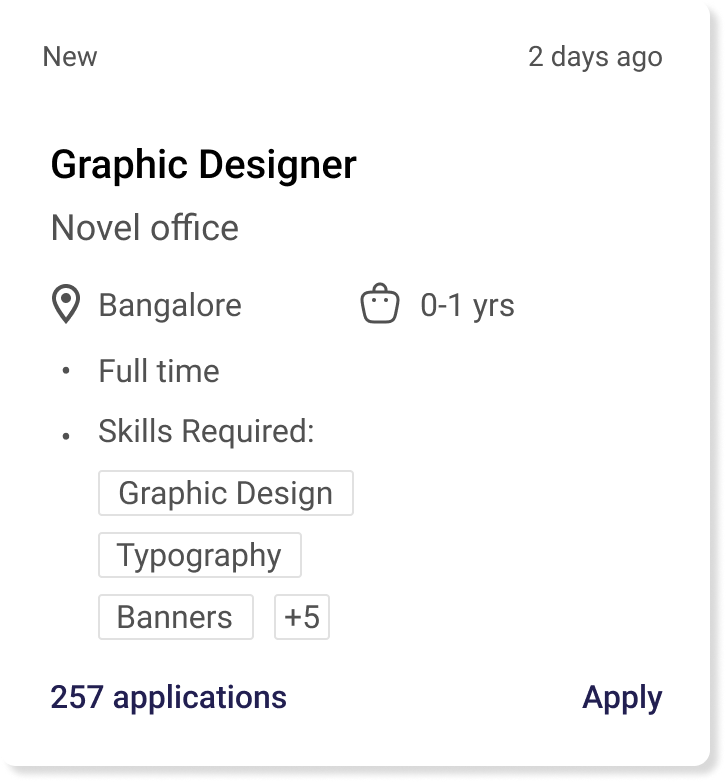 New 2 days ago
Graphic Designer
Novel office
Bangalore 0-1 yrs
• Full time
• Skills Required:
Graphic Design
Typography
Banners +5
257 applications Apply